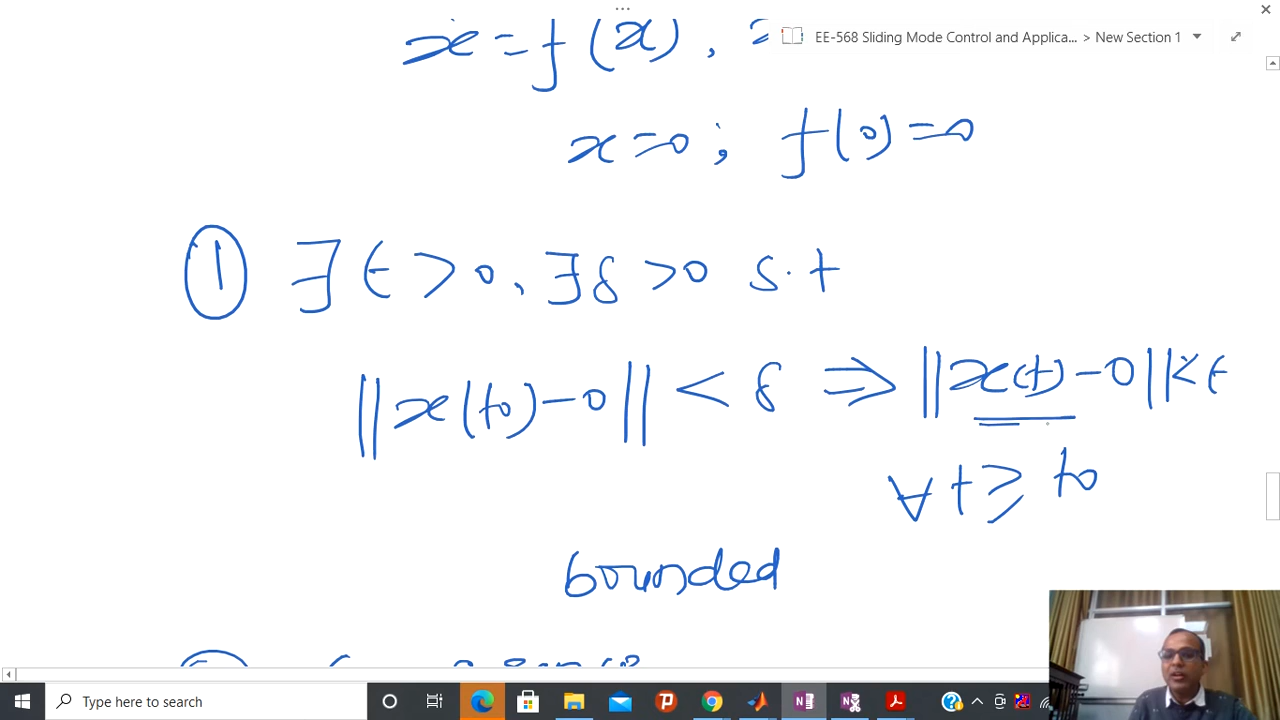 EE-568 Sliding Mode Control and Applica... > New Section 1
ẋ = f(x),
x=0 ; f(0)=0
① ∃ ϵ > 0, ∃ δ > 0 s.t
||x(t0)-0|| < δ ⇒ ||x(t)-0|| < ϵ
∀ t ≥ t0
bounded
Type here to search